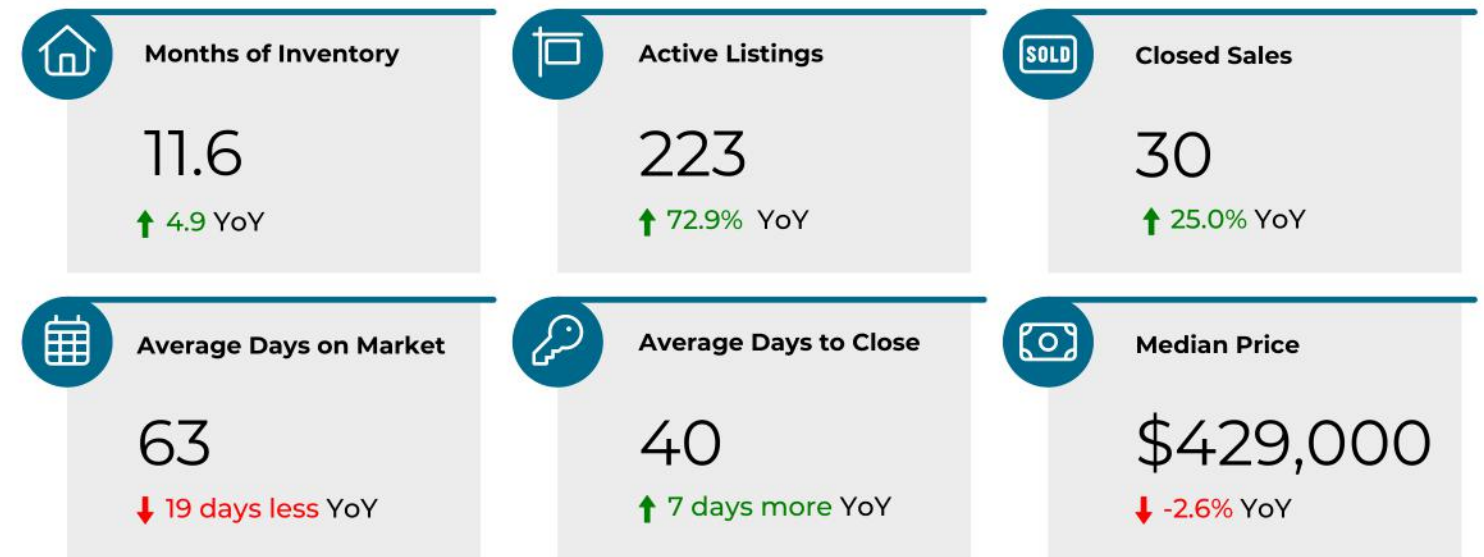 Months of Inventory
11.6
↑ 4.9 YoY
Active Listings
223
↑ 72.9% YoY
SOLD
Closed Sales
30
↑ 25.0% YoY
Average Days on Market
63
↓ 19 days less YoY
Average Days to Close
40
↑ 7 days more YoY
Median Price
$429,000
↓ -2.6% YoY